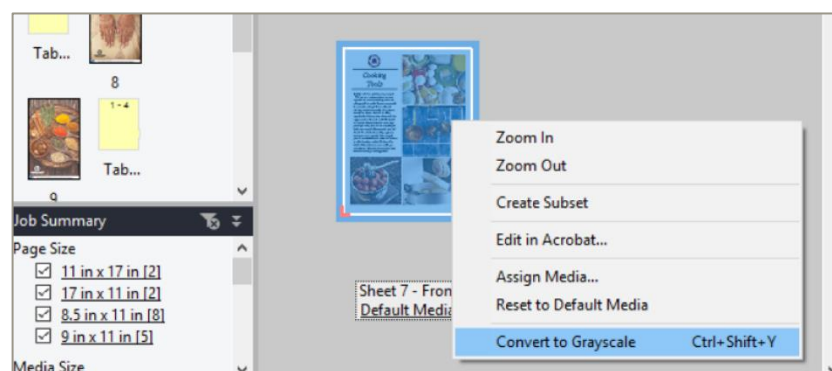 Tab...
8
1 - 4
Tab...
9
Job Summary
Page Size
11 in x 17 in [2]
17 in x 11 in [2]
8.5 in x 11 in [8]
9 in x 11 in [5]
Media Size
Cooking
Tools
Sheet 7 - Fron
Default Media
Zoom In
Zoom Out
Create Subset
Edit in Acrobat...
Assign Media...
Reset to Default Media
Convert to Grayscale Ctrl+Shift+Y